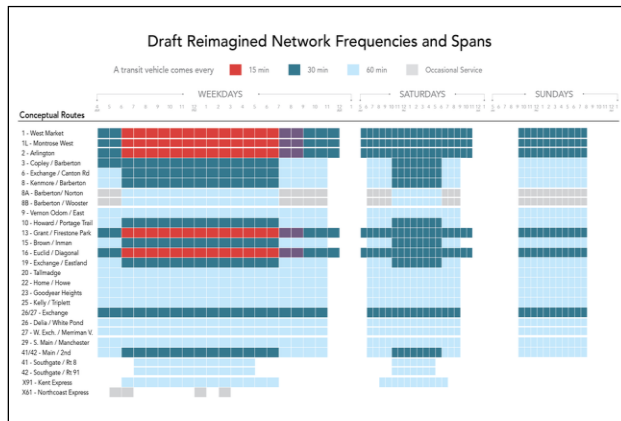 Draft Reimagined Network Frequencies and Spans
A transit vehicle comes every 15 min 30 min 60 min Occasional Service
WEEKDAYS SATURDAYS SUNDAYS
Conceptual Routes
1 - West Market
1L - Montrose West
2 - Arlington
3 - Copley / Barberton
6 - Exchange / Canton Rd
8 - Kenmore / Barberton
8A - Barberton/ Norton
8B - Barberton/ Wooster
9 - Vernon Odom / East
10 - Howard / Portage Trail
13 - Grant / Firestone Park
15 - Brown / Inman
16 - Euclid / Diagonal
19 - Exchange / Eastland
20 - Tallmadge
22 - Home / Howe
23 - Goodyear Heights
25 - Kelly / Triplett
26/27 - Exchange
26 - Delia / White Pond
27 - W. Exch. / Merriman V.
29 - S. Main / Manchester
41/42 - Main / 2nd
41 - Southgate / Rt 8
42 - Southgate / Rt 91
X91 - Kent Express
X61 - Northcoast Express